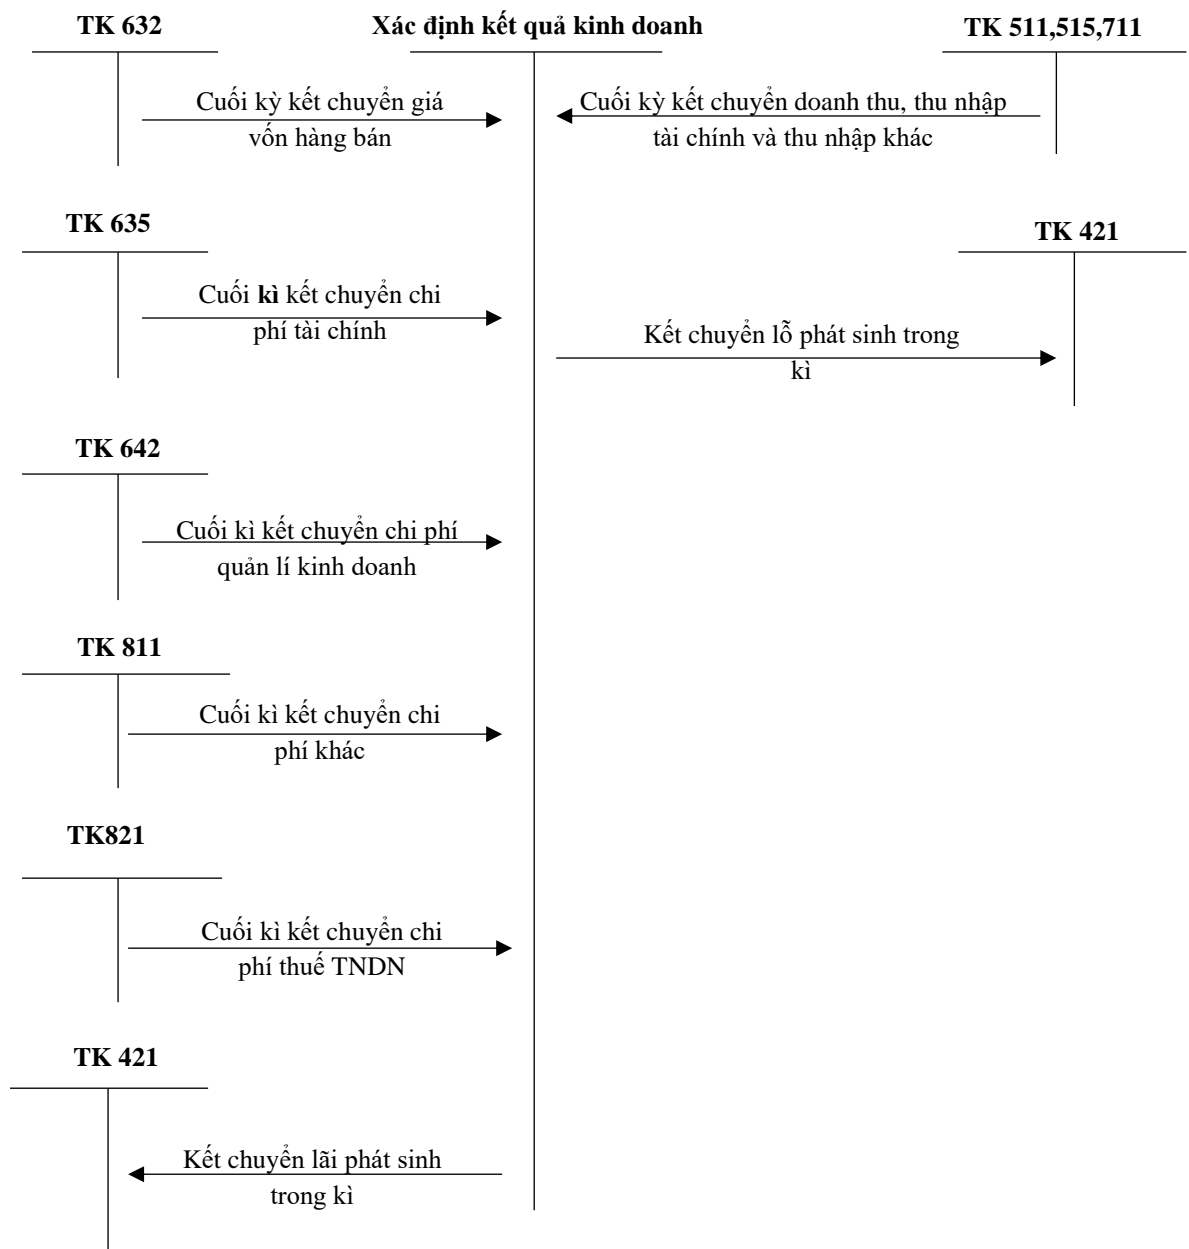 TK 632
Xác định kết quả kinh doanh
TK 511,515,711
Cuối kỳ kết chuyển giá
vốn hàng bán
Cuối kỳ kết chuyển doanh thu, thu nhập
tài chính và thu nhập khác
TK 635
TK 421
Cuối kì kết chuyển chi
phí tài chính
Kết chuyển lỗ phát sinh trong
kì
TK 642
Cuối kì kết chuyển chi phí
quản lí kinh doanh
TK 811
Cuối kì kết chuyển chi
phí khác
TK821
Cuối kì kết chuyển chi
phí thuế TNDN
TK 421
Kết chuyển lãi phát sinh
trong kì